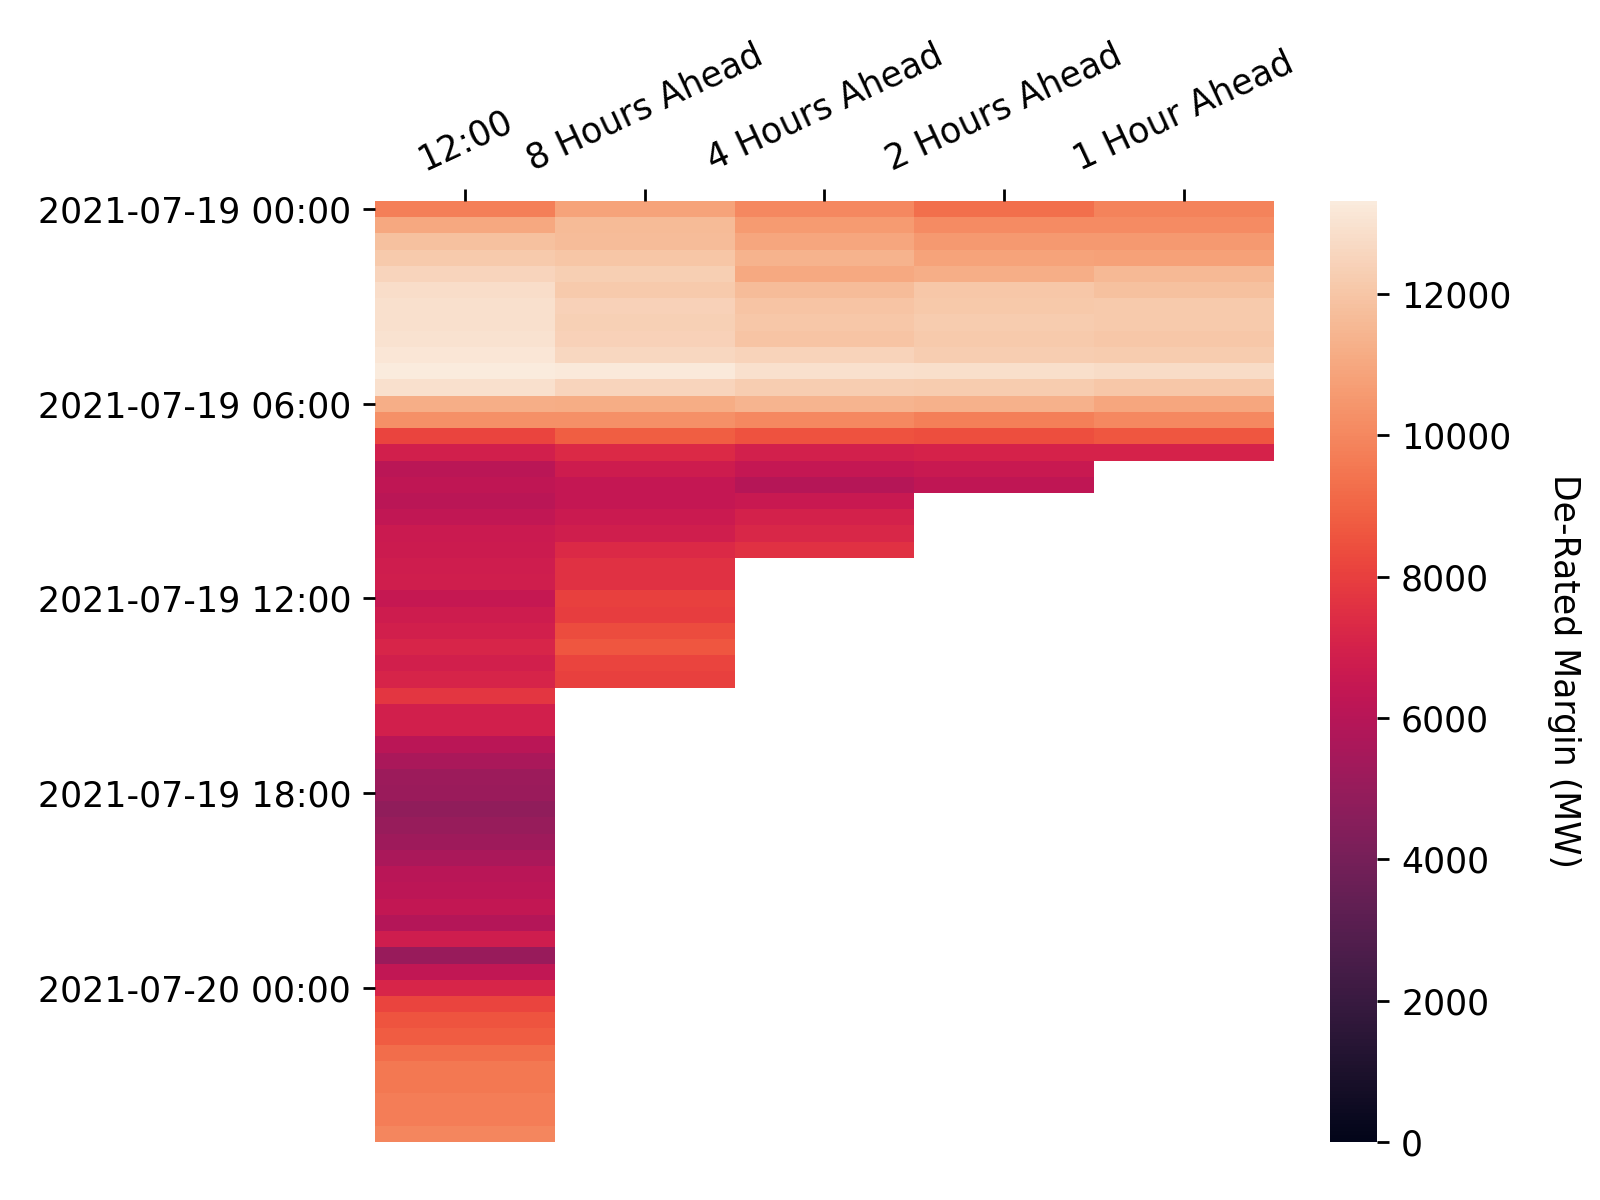 12:00
8 Hours Ahead
4 Hours Ahead
2 Hours Ahead
1 Hour Ahead
2021-07-19 00:00
2021-07-19 06:00
2021-07-19 12:00
2021-07-19 18:00
2021-07-20 00:00
12000
10000
8000
6000
4000
2000
0
De-Rated Margin (MW)